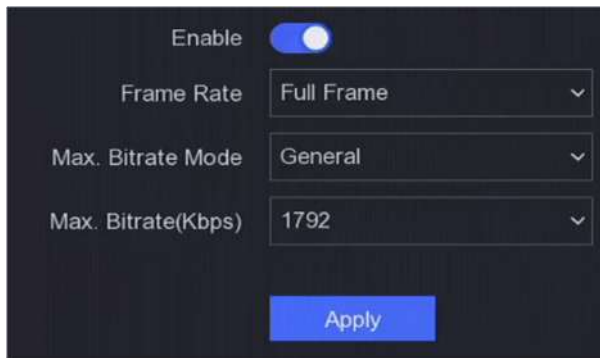 Enable
Frame Rate Full Frame
Max. Bitrate Mode General
Max. Bitrate(Kbps) 1792
Apply